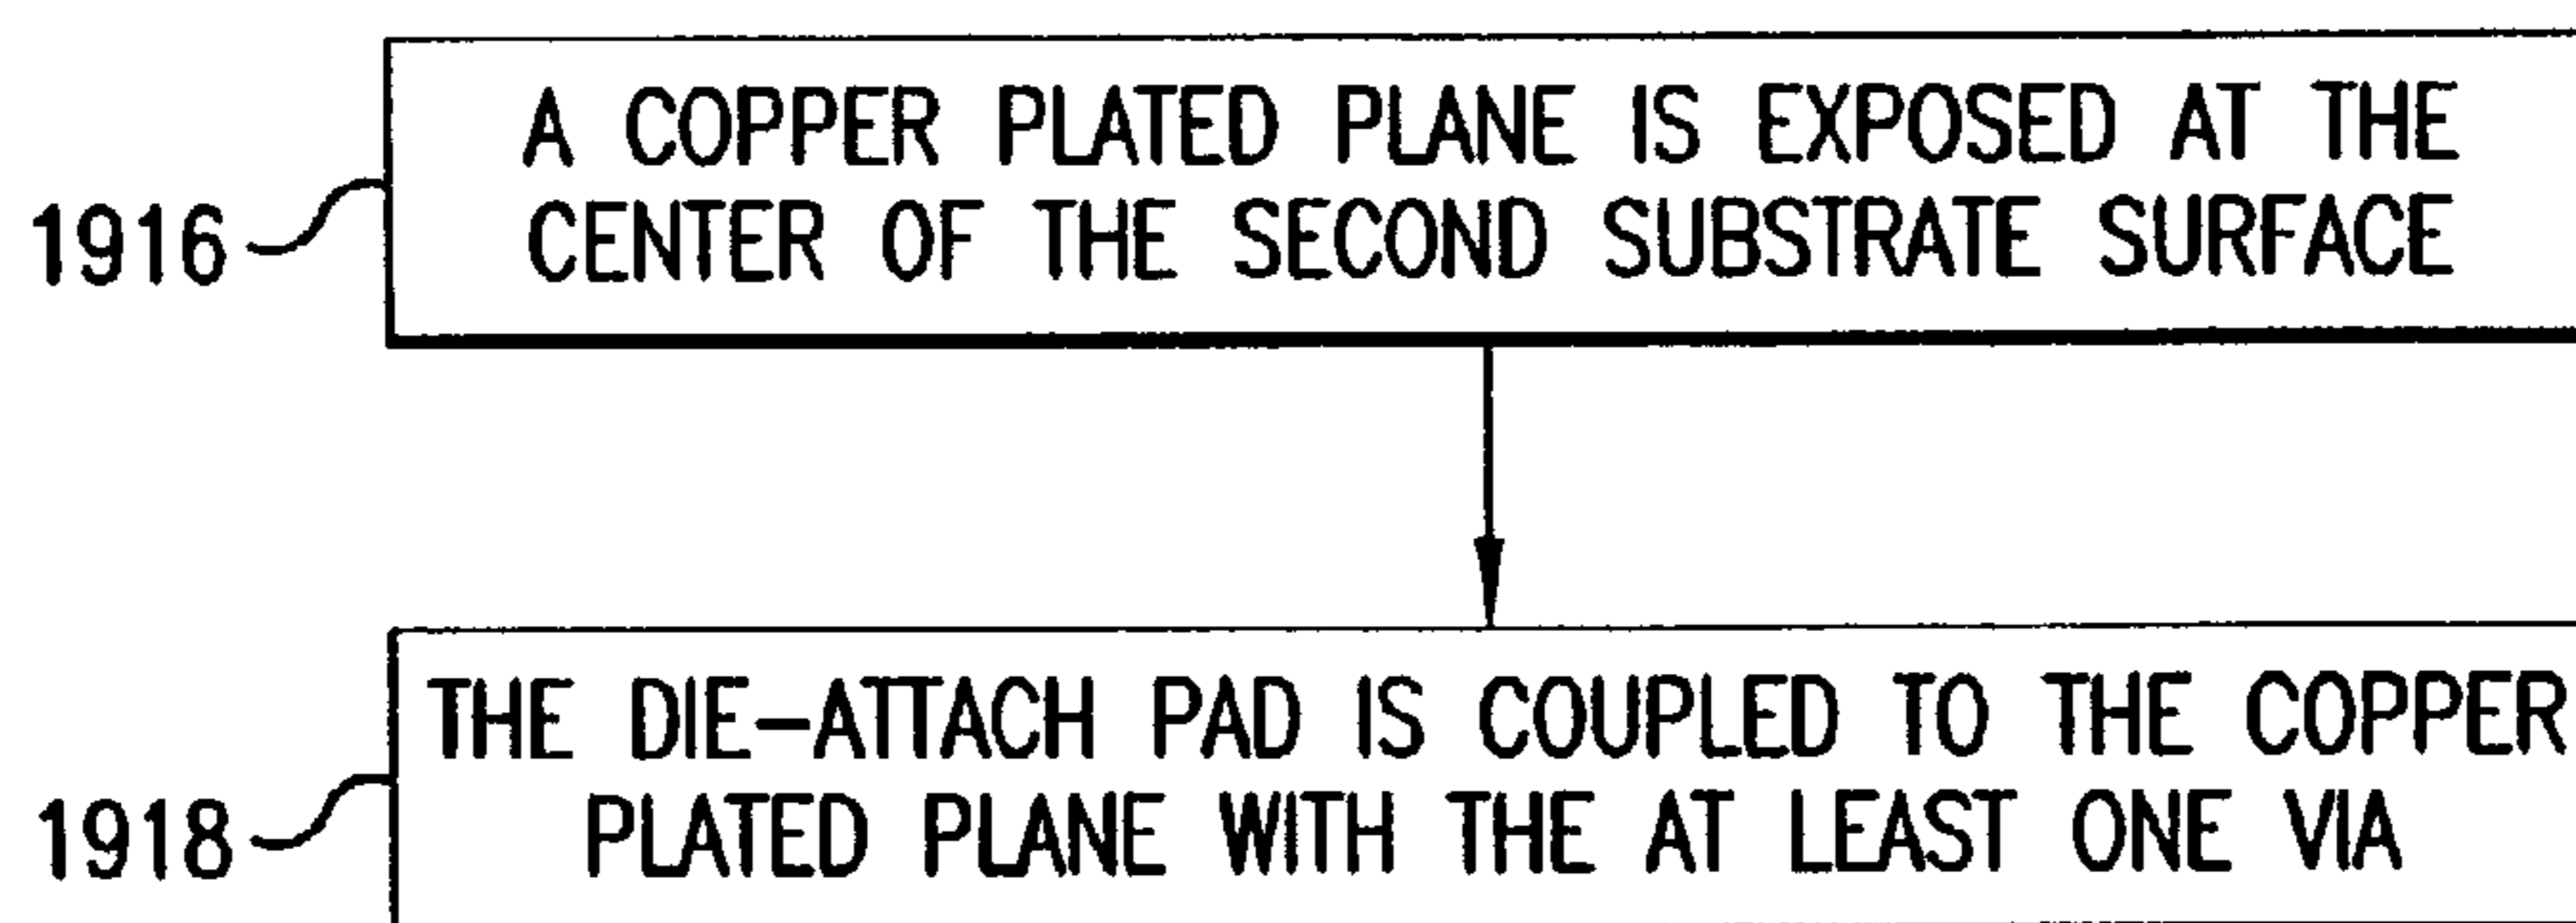 A COPPER PLATED PLANE IS EXPOSED AT THE
CENTER OF THE SECOND SUBSTRATE SURFACE
1916
THE DIE-ATTACH PAD IS COUPLED TO THE COPPER
PLATED PLANE WITH THE AT LEAST ONE VIA
1918